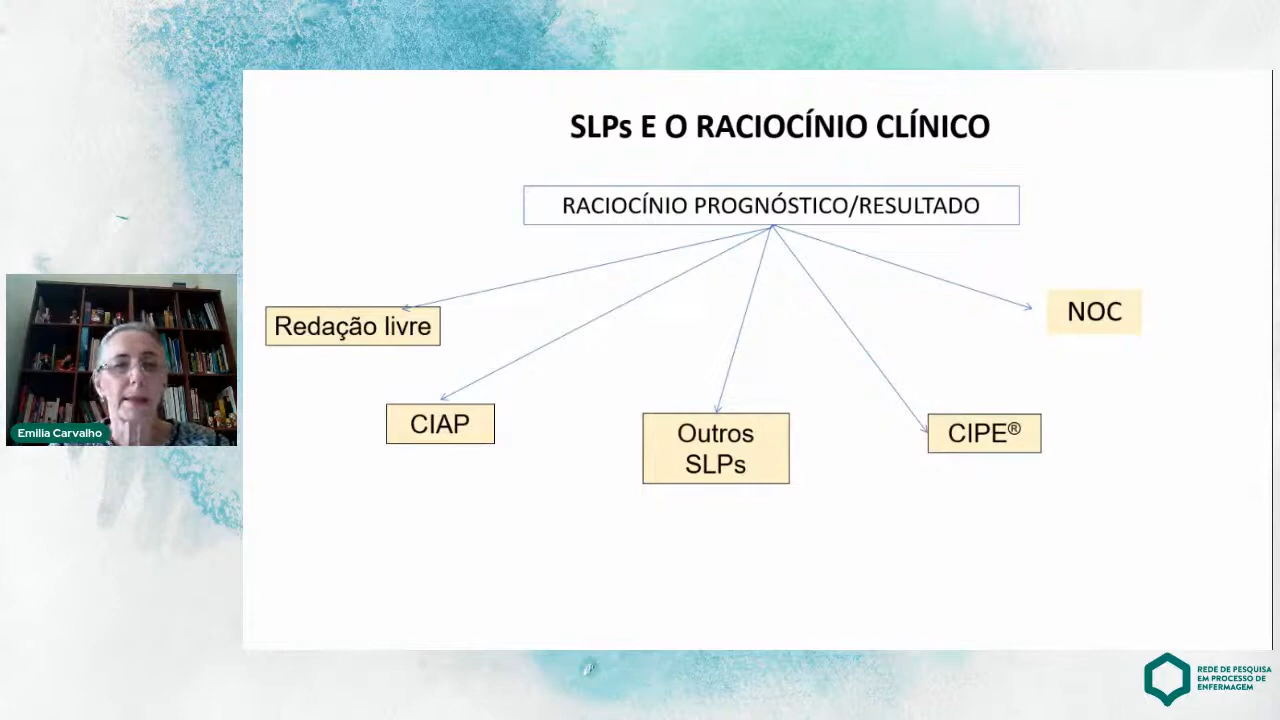 SLPs E O RACIOCÍNIO CLÍNICO
RACIOCÍNIO PROGNÓSTICO/RESULTADO
Redação livre
CIAP
Outros
SLPs
CIPE®
NOC
Emilia Carvalho
REDE DE PESQUISA
EM PROCESSO DE
ENFERMAGEM